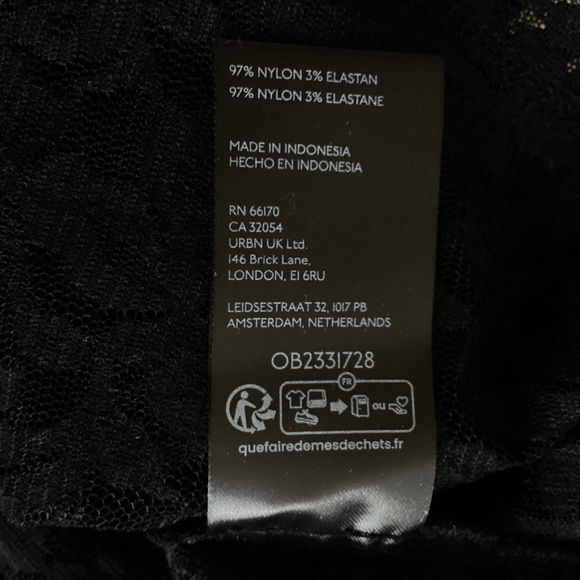 97% NYLON 3% ELASTAN
97% NYLON 3% ELASTANE
MADE IN INDONESIA
HECHO EN INDONESIA
RN 66170
CA 32054
URBN UK Ltd.
146 Brick Lane,
LONDON, E1 6RU
LEIDSESTRAAT 32, 1017 PB
AMSTERDAM, NETHERLANDS
OB2331728
FR
ou
quefairedemesdechets.fr